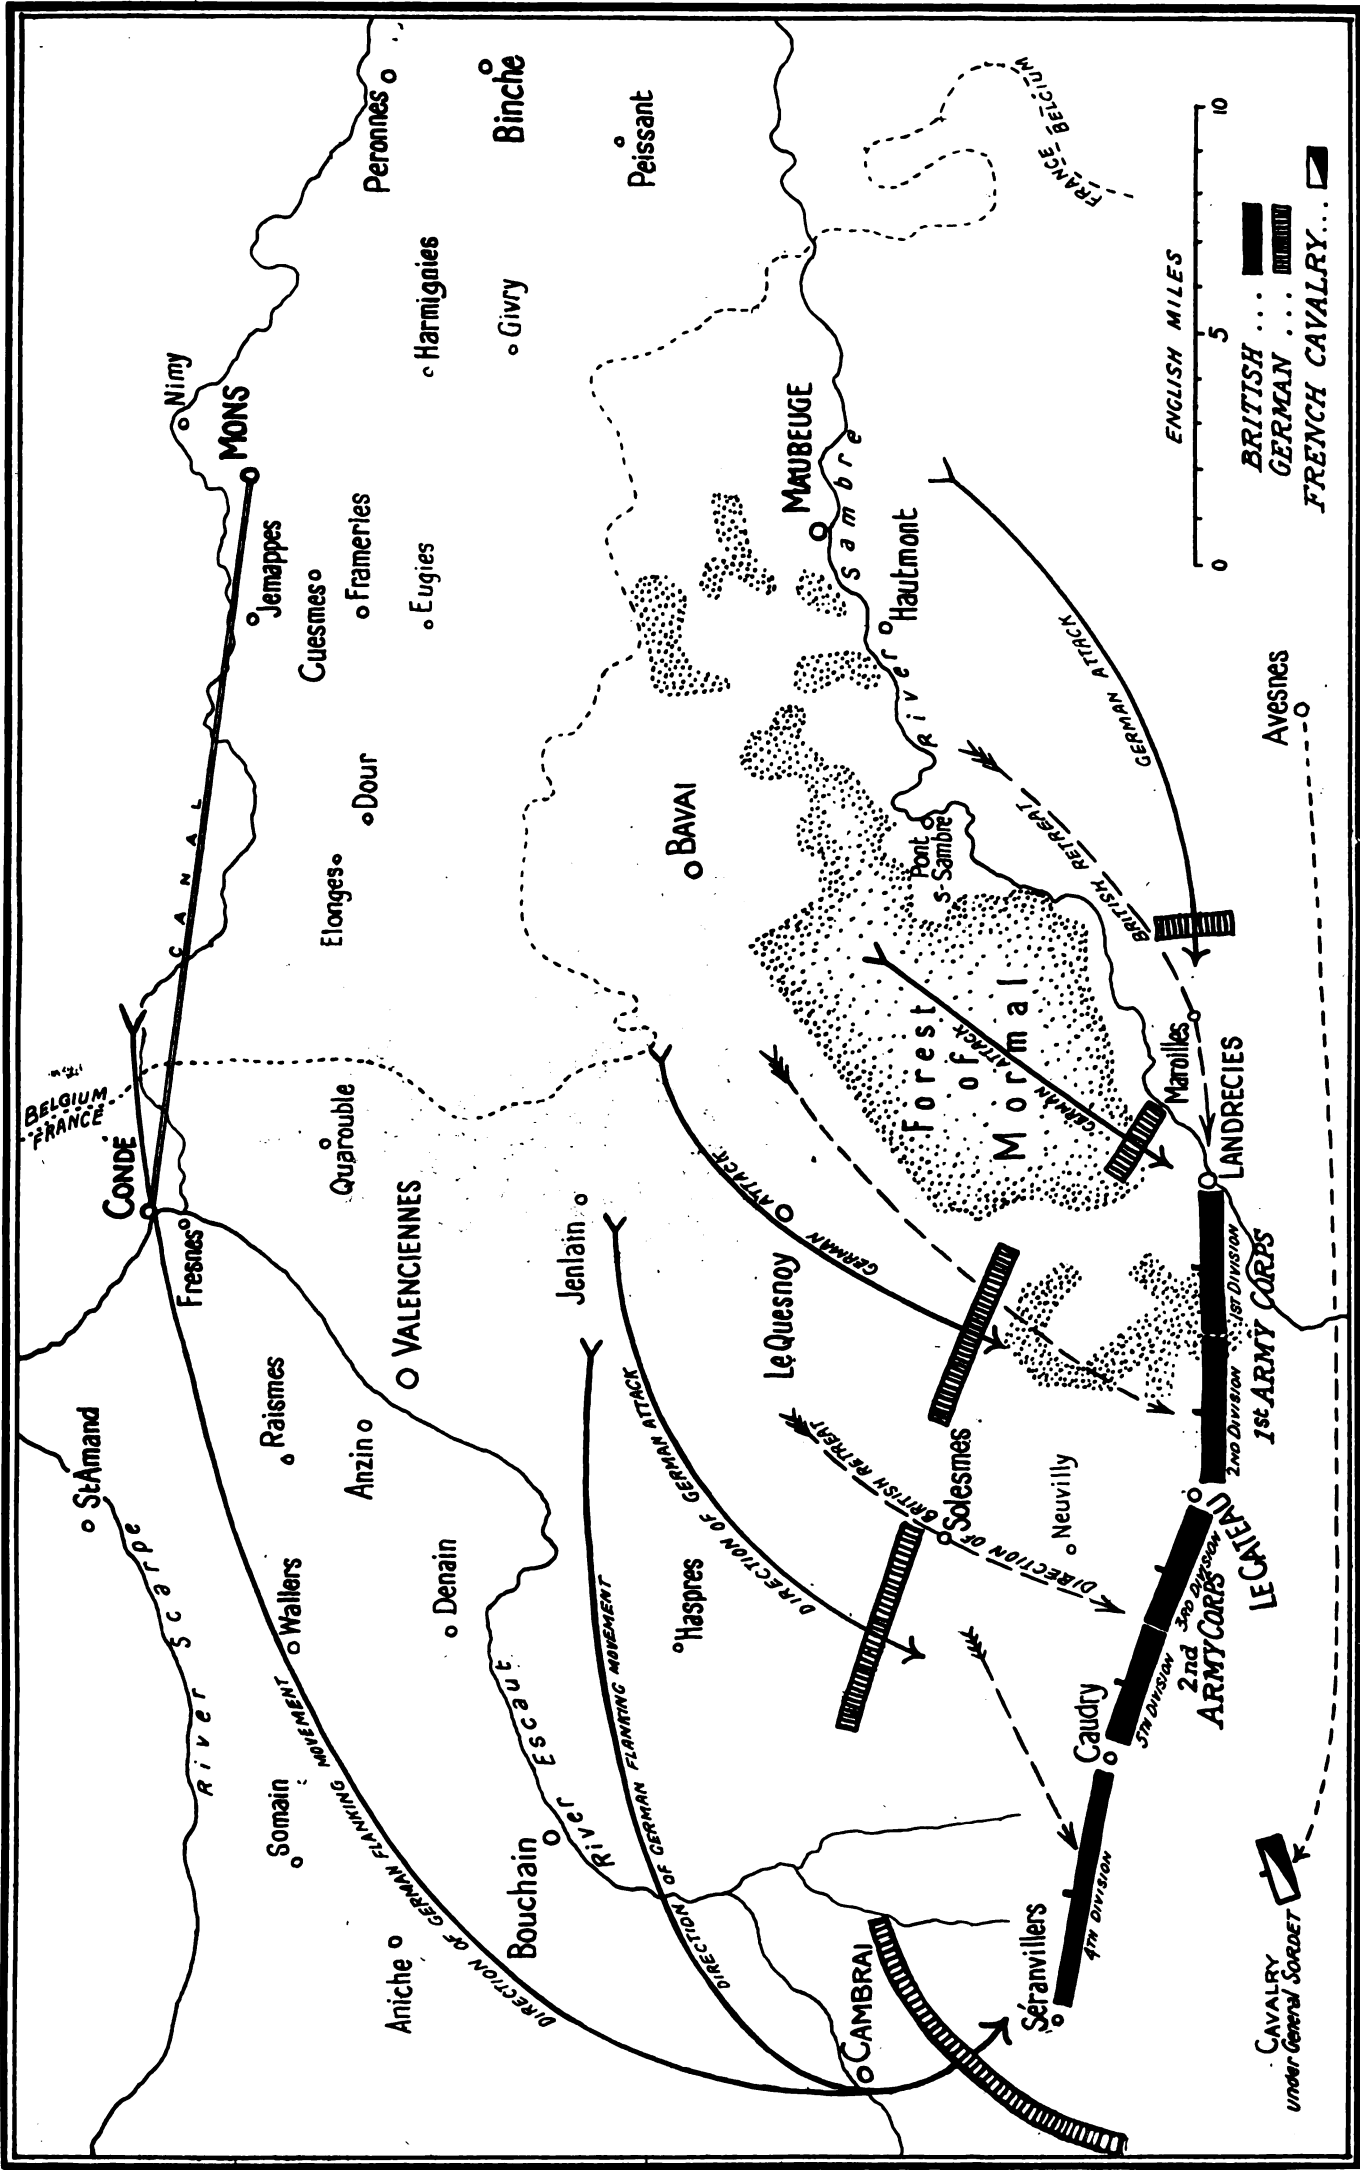 BELGIUM
FRANCE
CONDE
Fresnes
St Amand
River Scarpe
Raismes
Wallers
Somain
Aniche
Anzin
Denain
VALENCIENNES
Quarouble
CANAL
Nimy
MONS
Jemappes
Cuesmes
Frameries
Eugies
Dour
Elonges
Harmignies
Givry
Peronnes
Binche
Peissant
Jenlain
BAVAI
MAUBEUGE
River Sambre
Hautmont
Pont
s-Sambre
FRANCE-BELGIUM
River Escaut
Bouchain
Haspres
Le Quesnoy
Forest
of
Mormal
Solesmes
Neuvilly
CAMBRAI
Séranvillers
Caudry
LE CATEAU
LANDRECIES
Maroilles
Avesnes
DIRECTION OF GERMAN FLANKING MOVEMENT
DIRECTION OF GERMAN FLANKING MOVEMENT
DIRECTION OF GERMAN ATTACK
GERMAN ATTACK
GERMAN ATTACK
GERMAN ATTACK
DIRECTION OF BRITISH RETREAT
BRITISH RETREAT
4TH DIVISION
5TH DIVISION
3RD DIVISION
2nd
ARMY CORPS
2ND DIVISION
1ST DIVISION
1st ARMY CORPS
CAVALRY
under General SORDET
ENGLISH MILES
0 5 10
BRITISH ...
GERMAN ...
FRENCH CAVALRY...